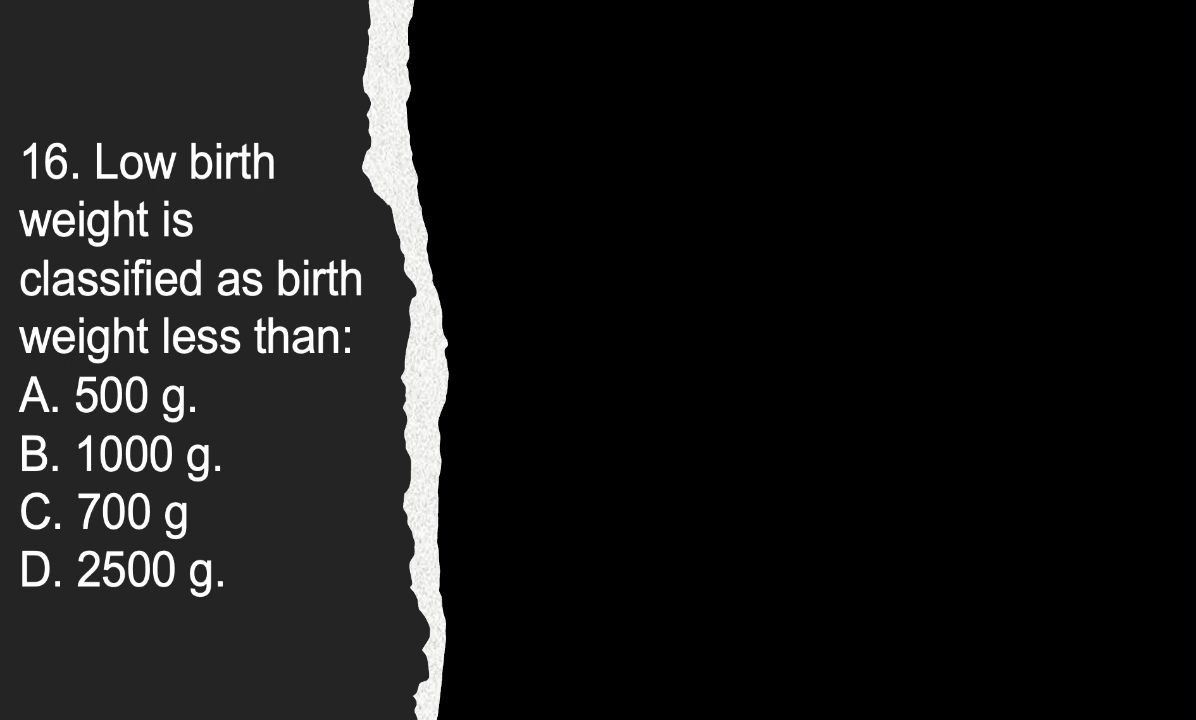 16. Low birth
weight is
classified as birth
weight less than:
A. 500 g.
B. 1000 g.
C. 700 g
D. 2500 g.